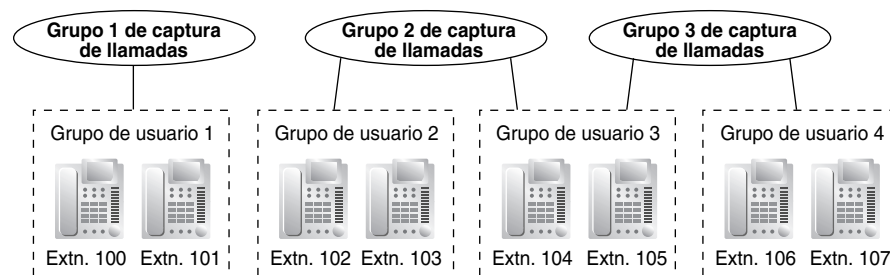 Grupo 1 de captura
de llamadas
Grupo 2 de captura
de llamadas
Grupo 3 de captura
de llamadas
Grupo de usuario 1
Grupo de usuario 2
Grupo de usuario 3
Grupo de usuario 4
Extn. 100 Extn. 101
Extn. 102 Extn. 103
Extn. 104 Extn. 105
Extn. 106 Extn. 107